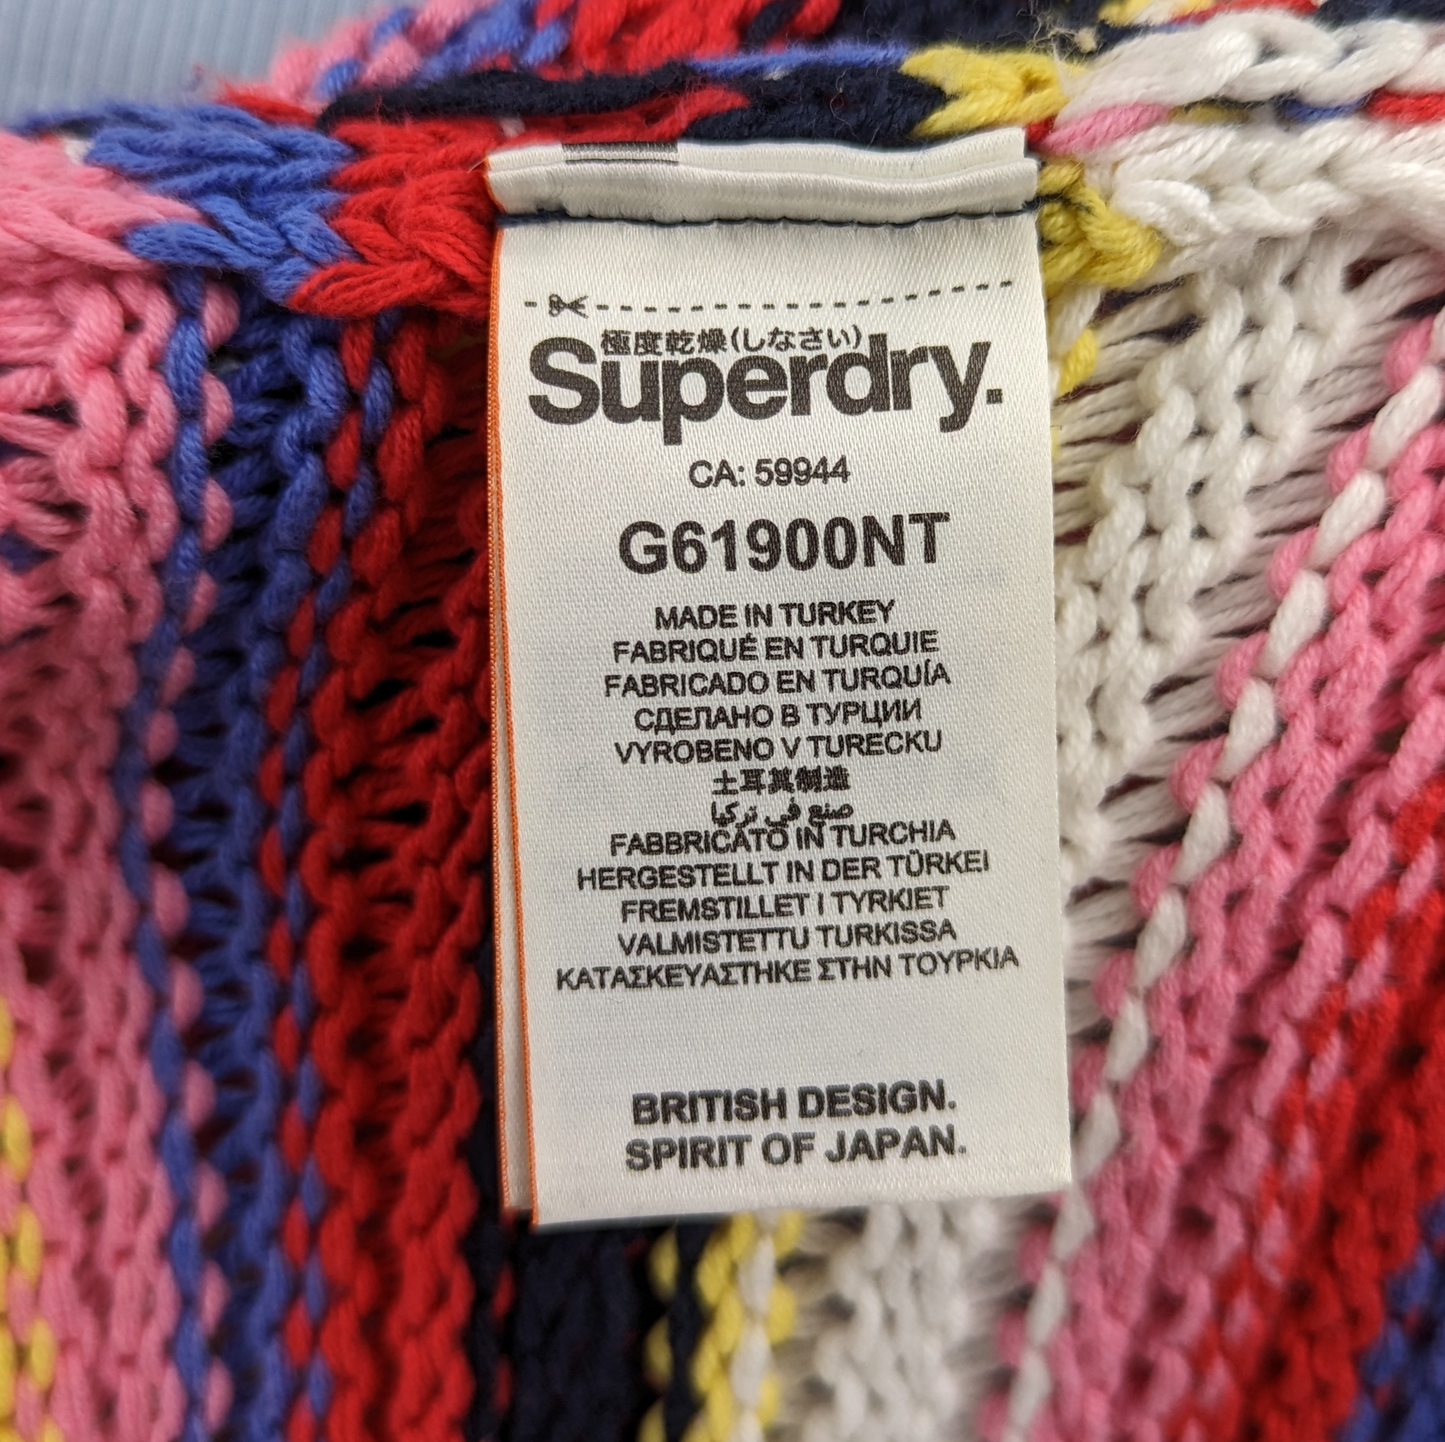 極度乾燥(しなさい)
Superdry.
CA: 59944
G61900NT
MADE IN TURKEY
FABRIQUÉ EN TURQUIE
FABRICADO EN TURQUÍA
СДЕЛАНО В ТУРЦИИ
VYROBENO V TURECKU
土耳其制造
صنع في تركيا
FABBRICATO IN TURCHIA
HERGESTELLT IN DER TÜRKEI
FREMSTILLET I TYRKIET
VALMISTETTU TURKISSA
ΚΑΤΑΣΚΕΥΑΣΤΗΚΕ ΣΤΗΝ ΤΟΥΡΚΙΑ
BRITISH DESIGN.
SPIRIT OF JAPAN.